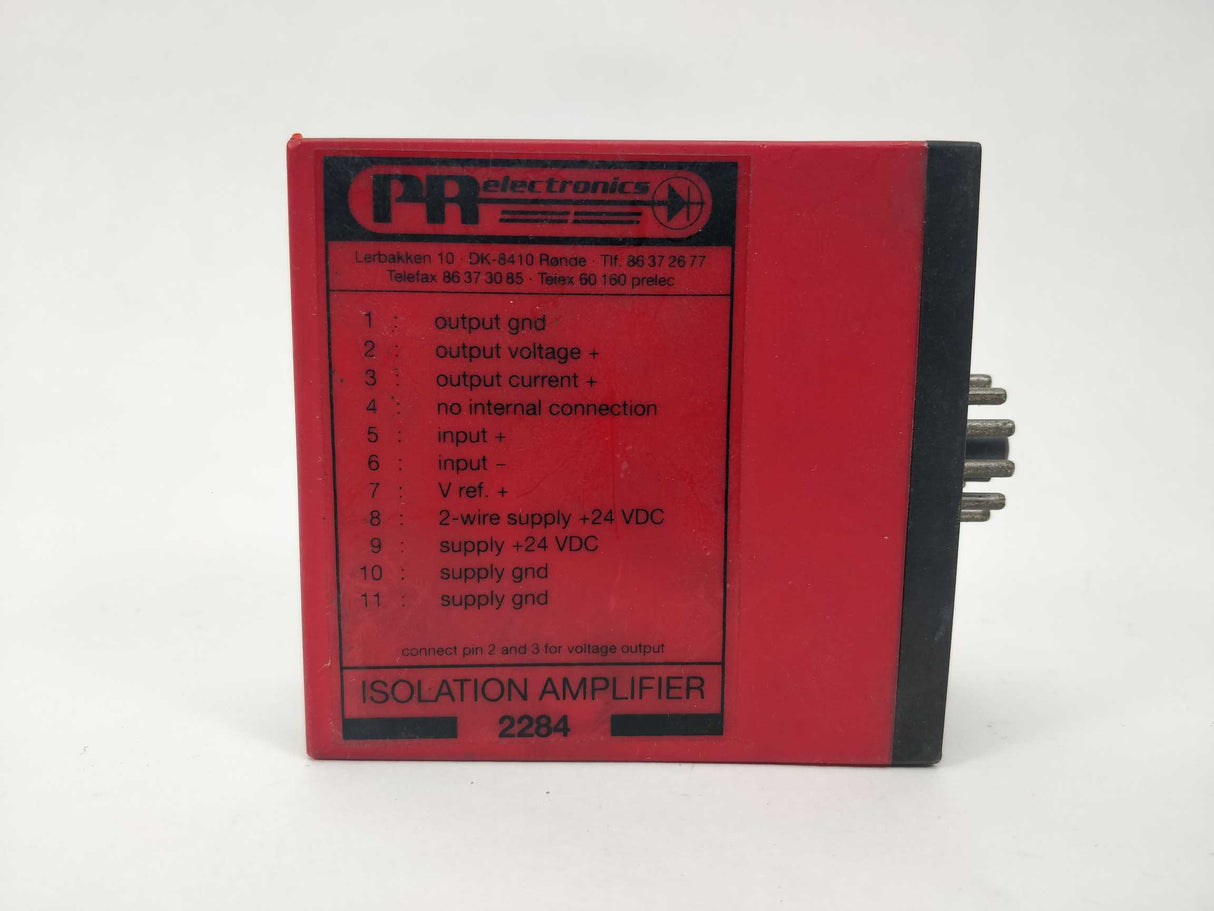 PR electronics
Lerbakken 10 · DK-8410 Rønde · Tlf. 86 37 26 77
Telefax 86 37 30 85 · Telex 60 160 prelec
1 : output gnd
2 : output voltage +
3 : output current +
4 : no internal connection
5 : input +
6 : input –
7 : V ref. +
8 : 2-wire supply +24 VDC
9 : supply +24 VDC
10 : supply gnd
11 : supply gnd
connect pin 2 and 3 for voltage output
ISOLATION AMPLIFIER
2284